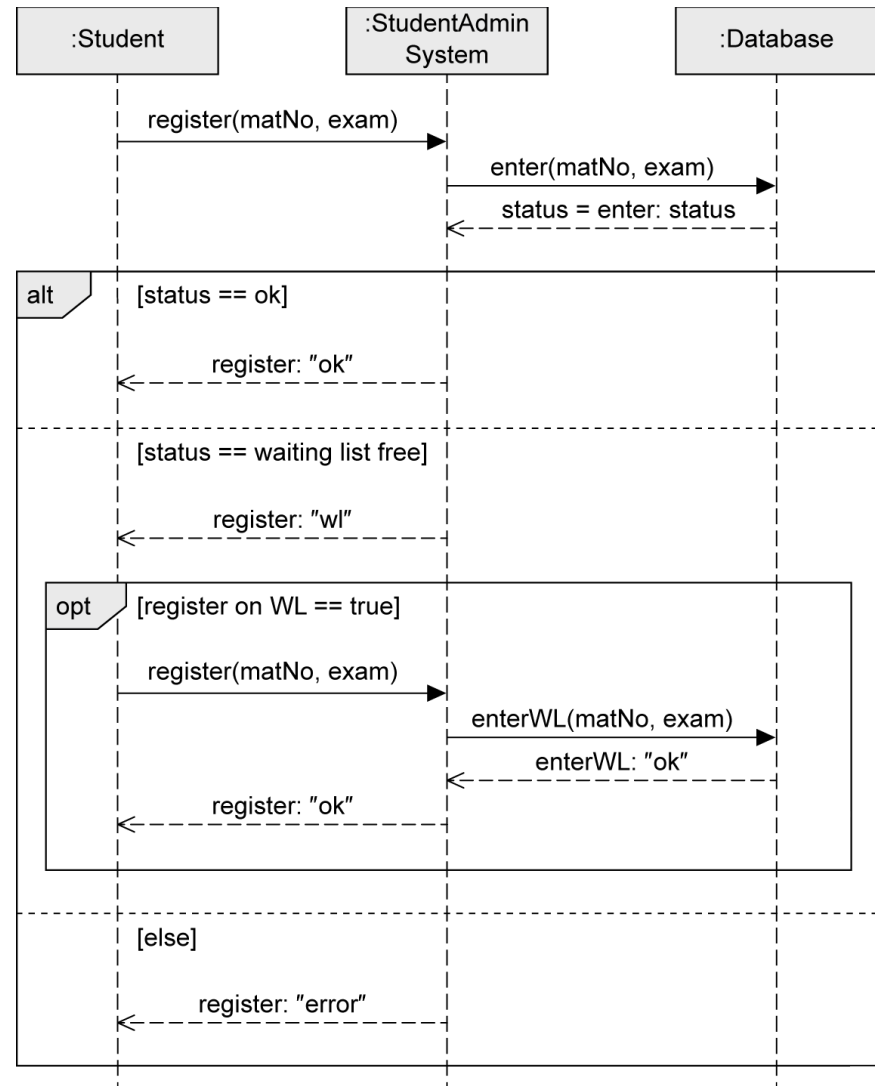 :Student
:StudentAdmin
System
:Database
register(matNo, exam)
enter(matNo, exam)
status = enter: status
alt
[status == ok]
register: "ok"
[status == waiting list free]
register: "wl"
opt
[register on WL == true]
register(matNo, exam)
enterWL(matNo, exam)
enterWL: "ok"
register: "ok"
[else]
register: "error"